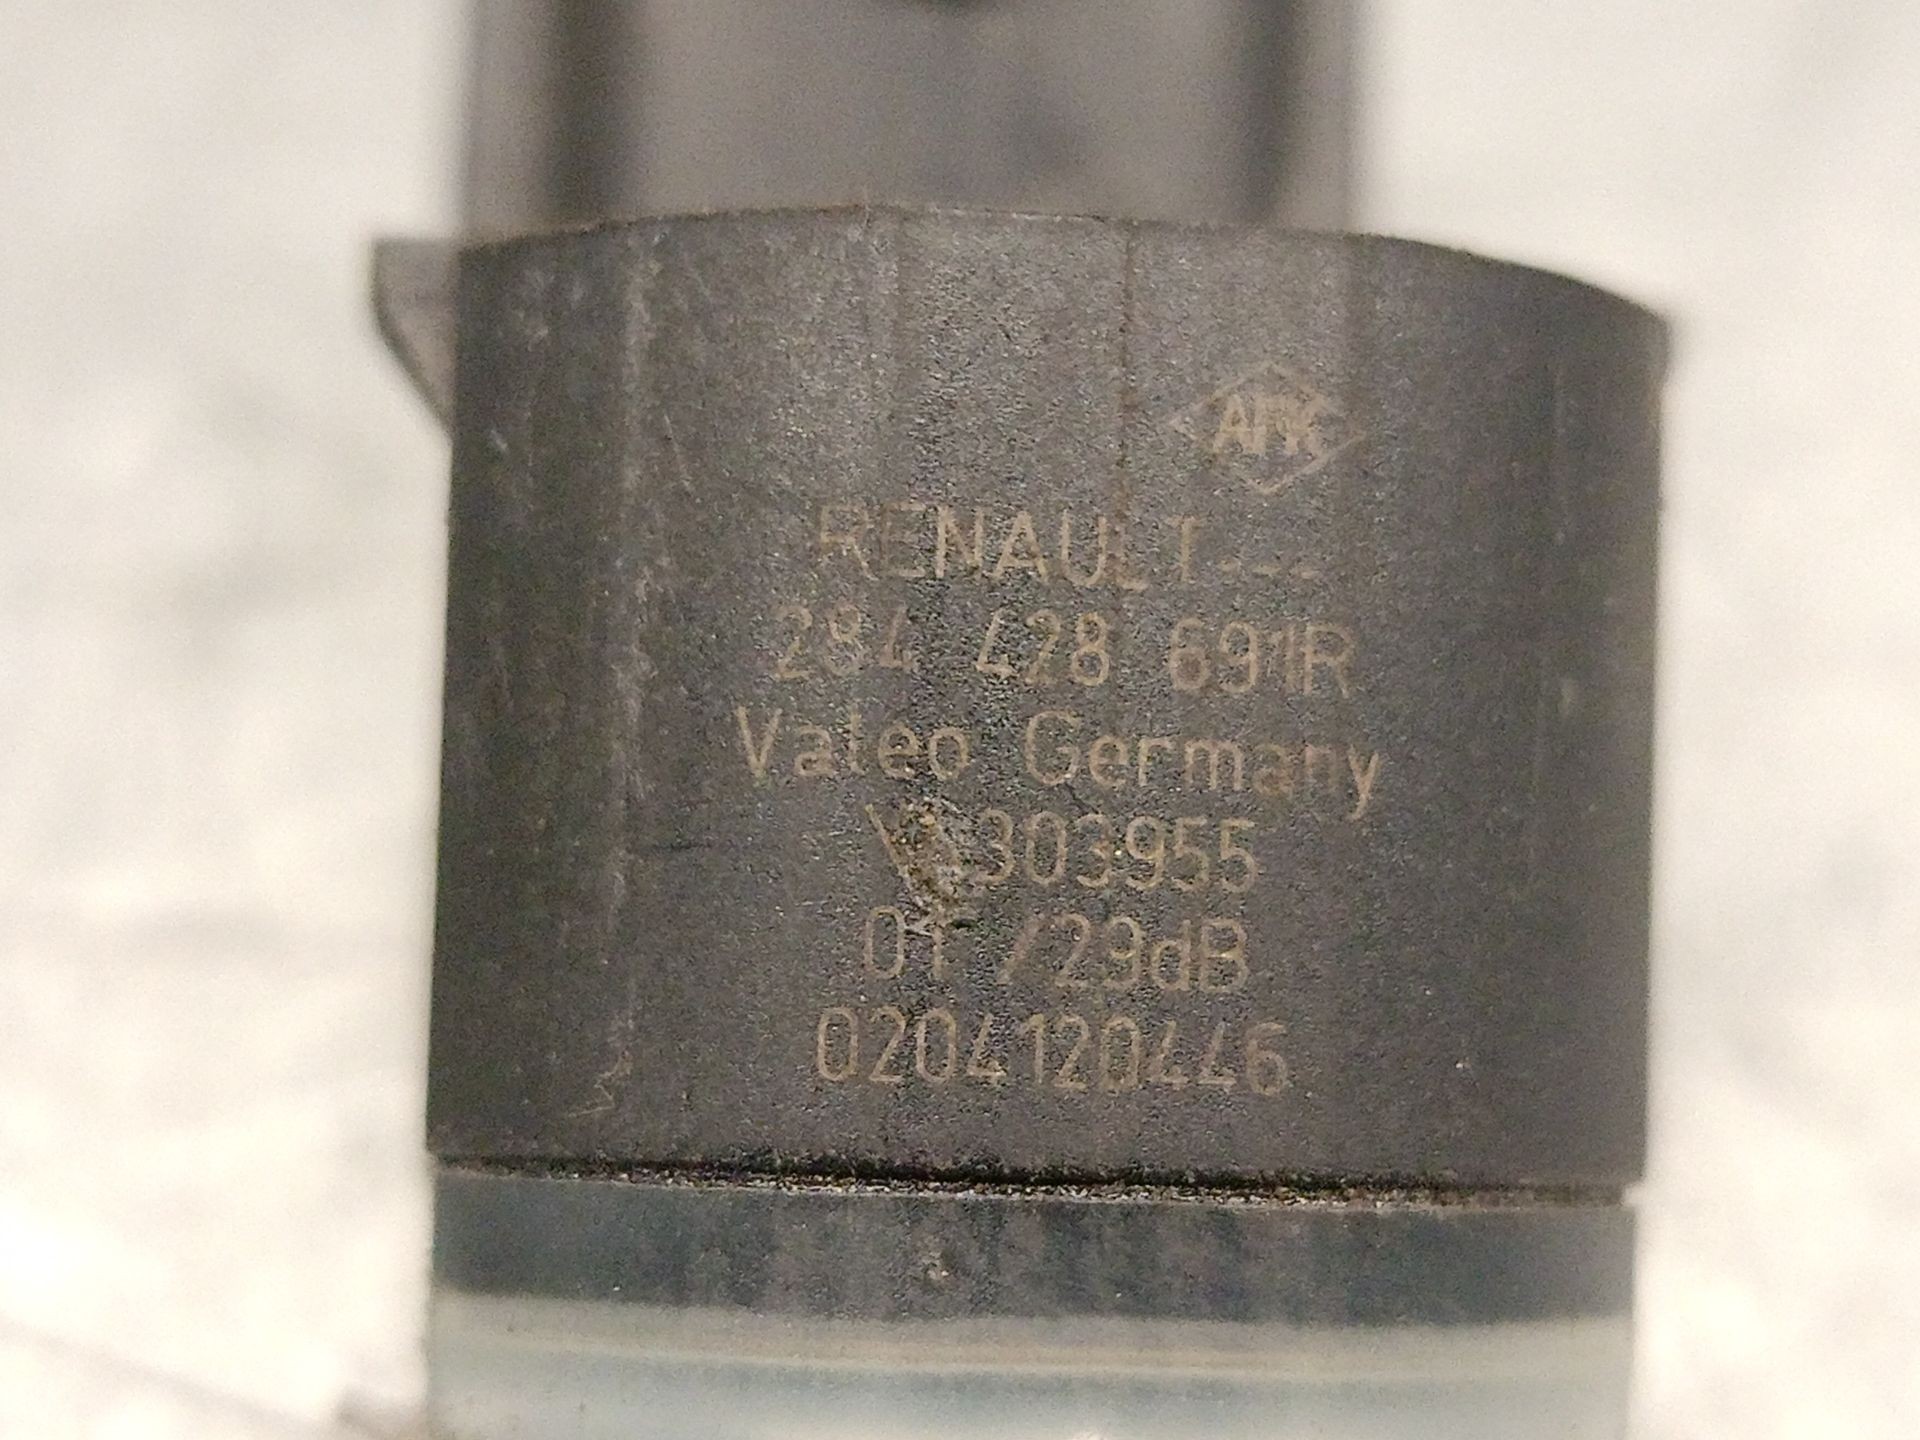 RENAULT---
284 428 691R
Valeo Germany
303955
01 /29dB
0204120446